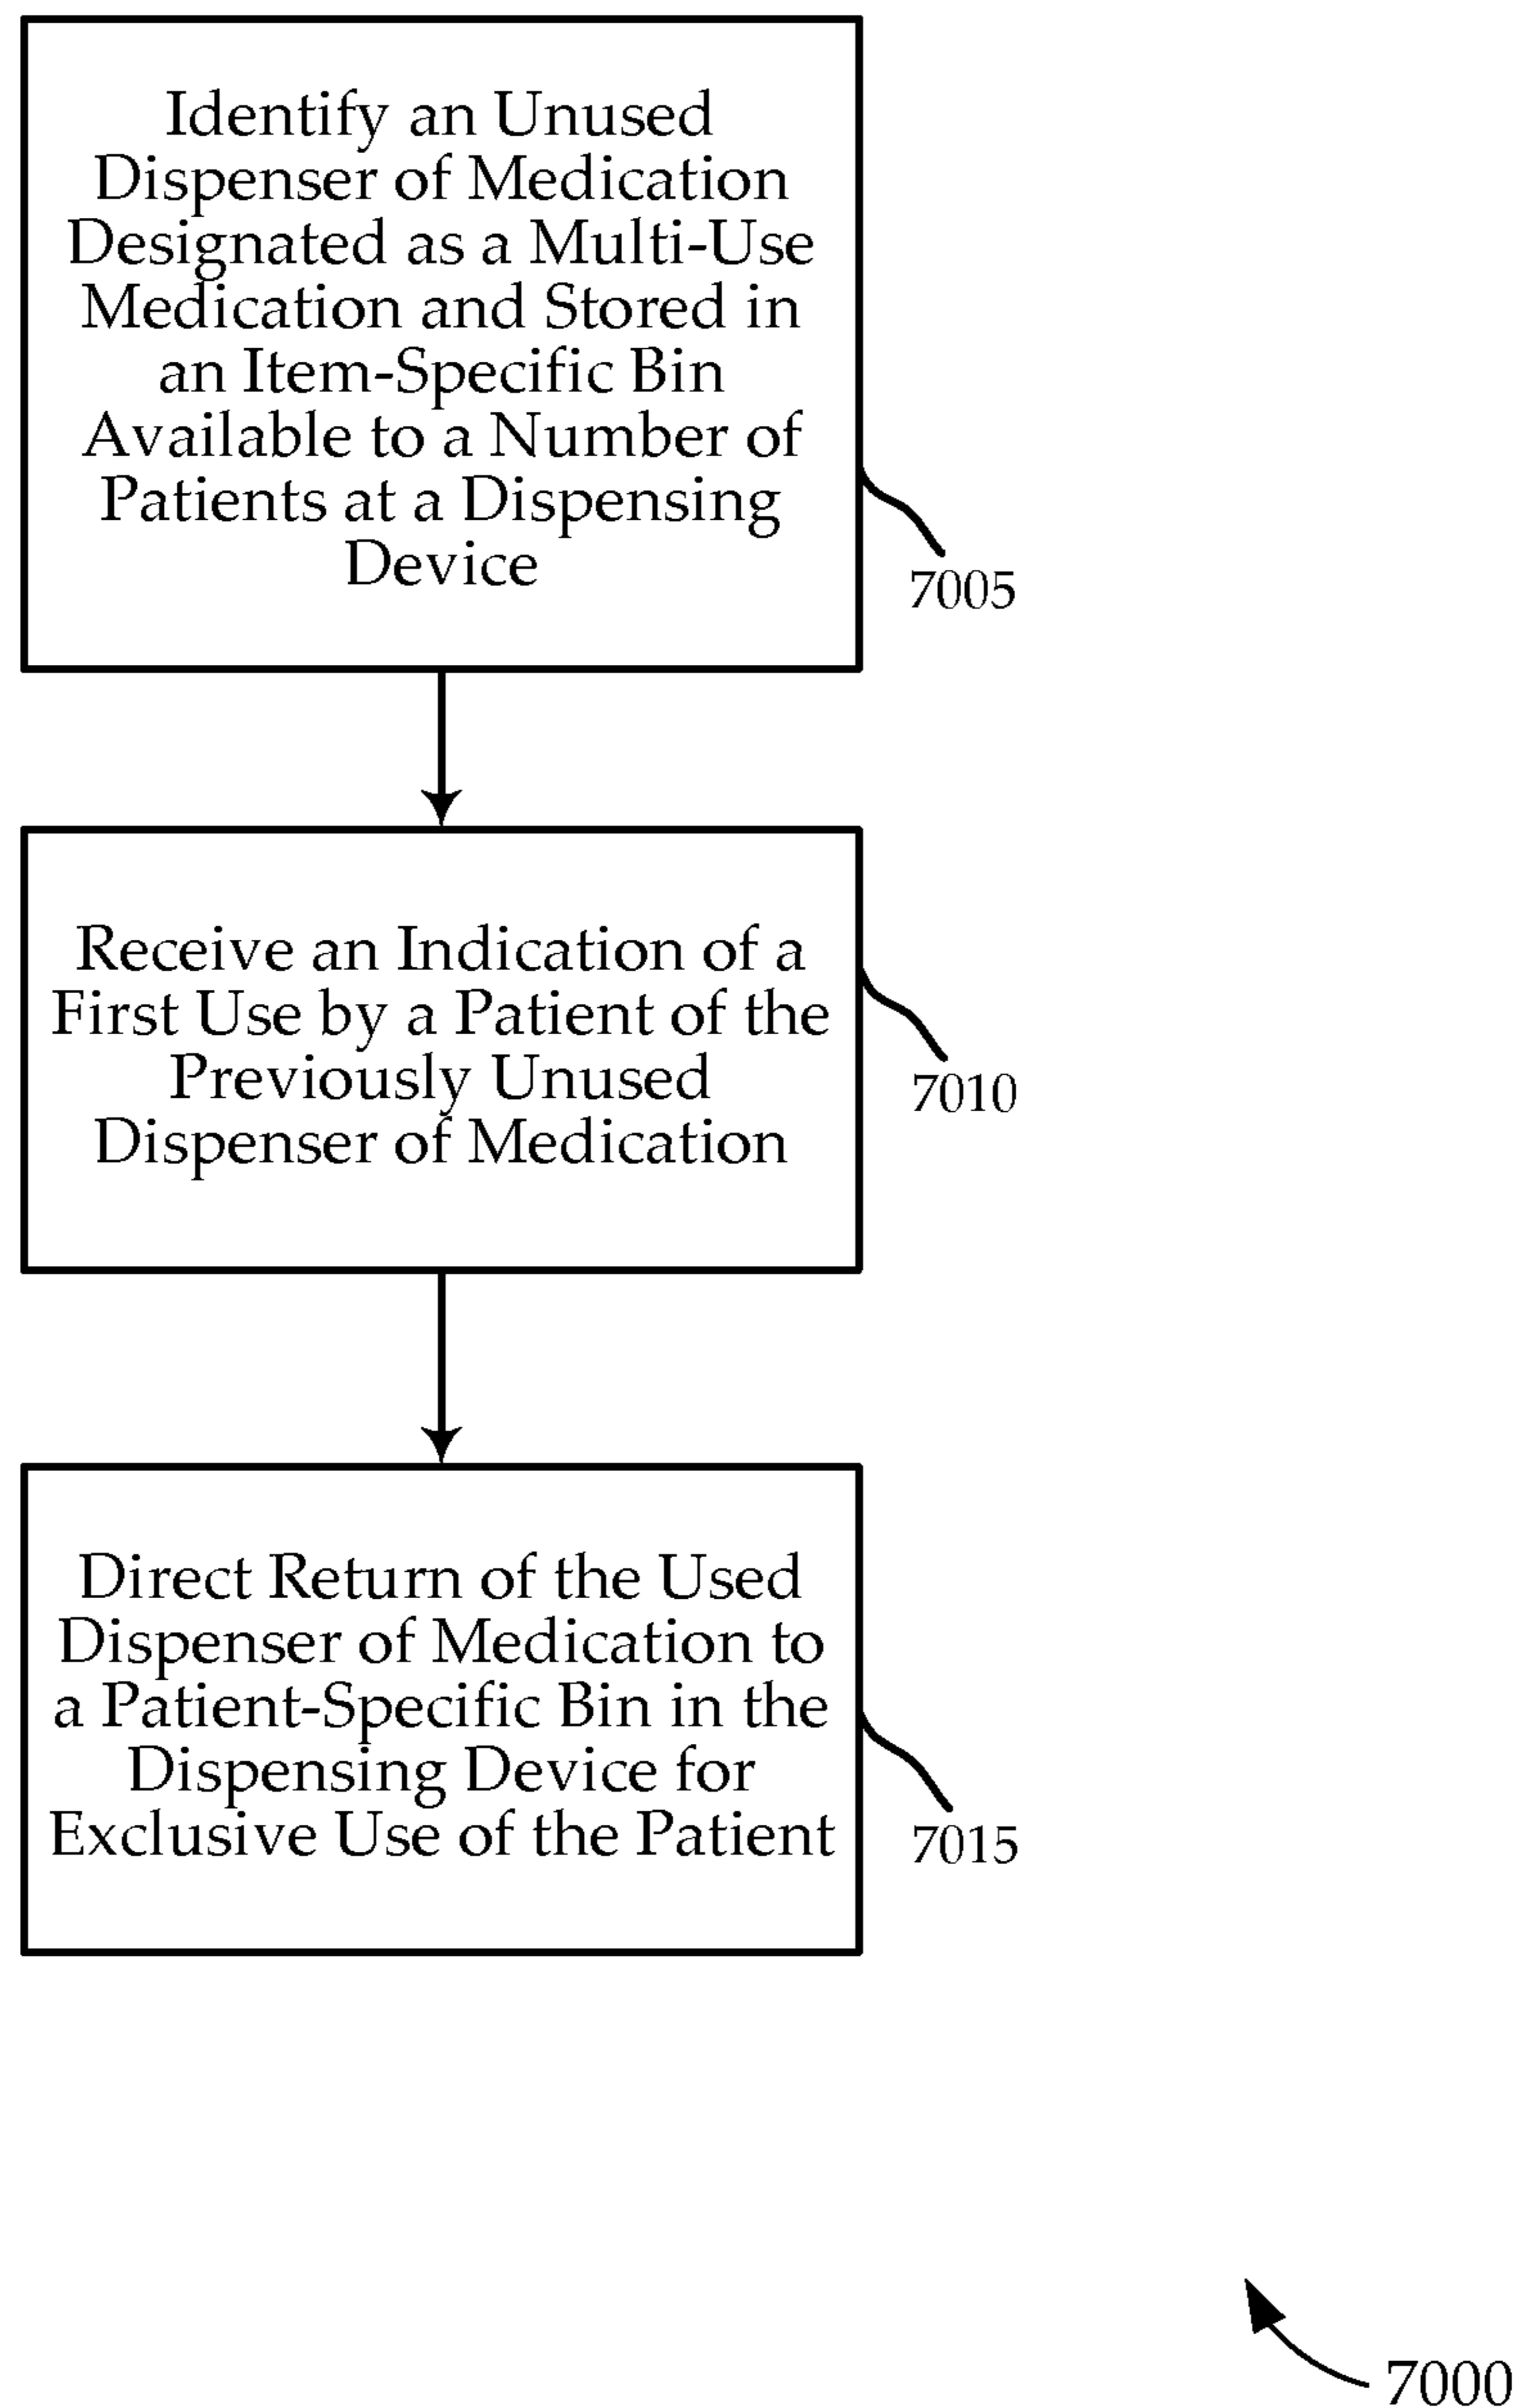 Identify an Unused
Dispenser of Medication
Designated as a Multi-Use
Medication and Stored in
an Item-Specific Bin
Available to a Number of
Patients at a Dispensing
Device
7005
Receive an Indication of a
First Use by a Patient of the
Previously Unused
Dispenser of Medication
7010
Direct Return of the Used
Dispenser of Medication to
a Patient-Specific Bin in the
Dispensing Device for
Exclusive Use of the Patient
7015
7000